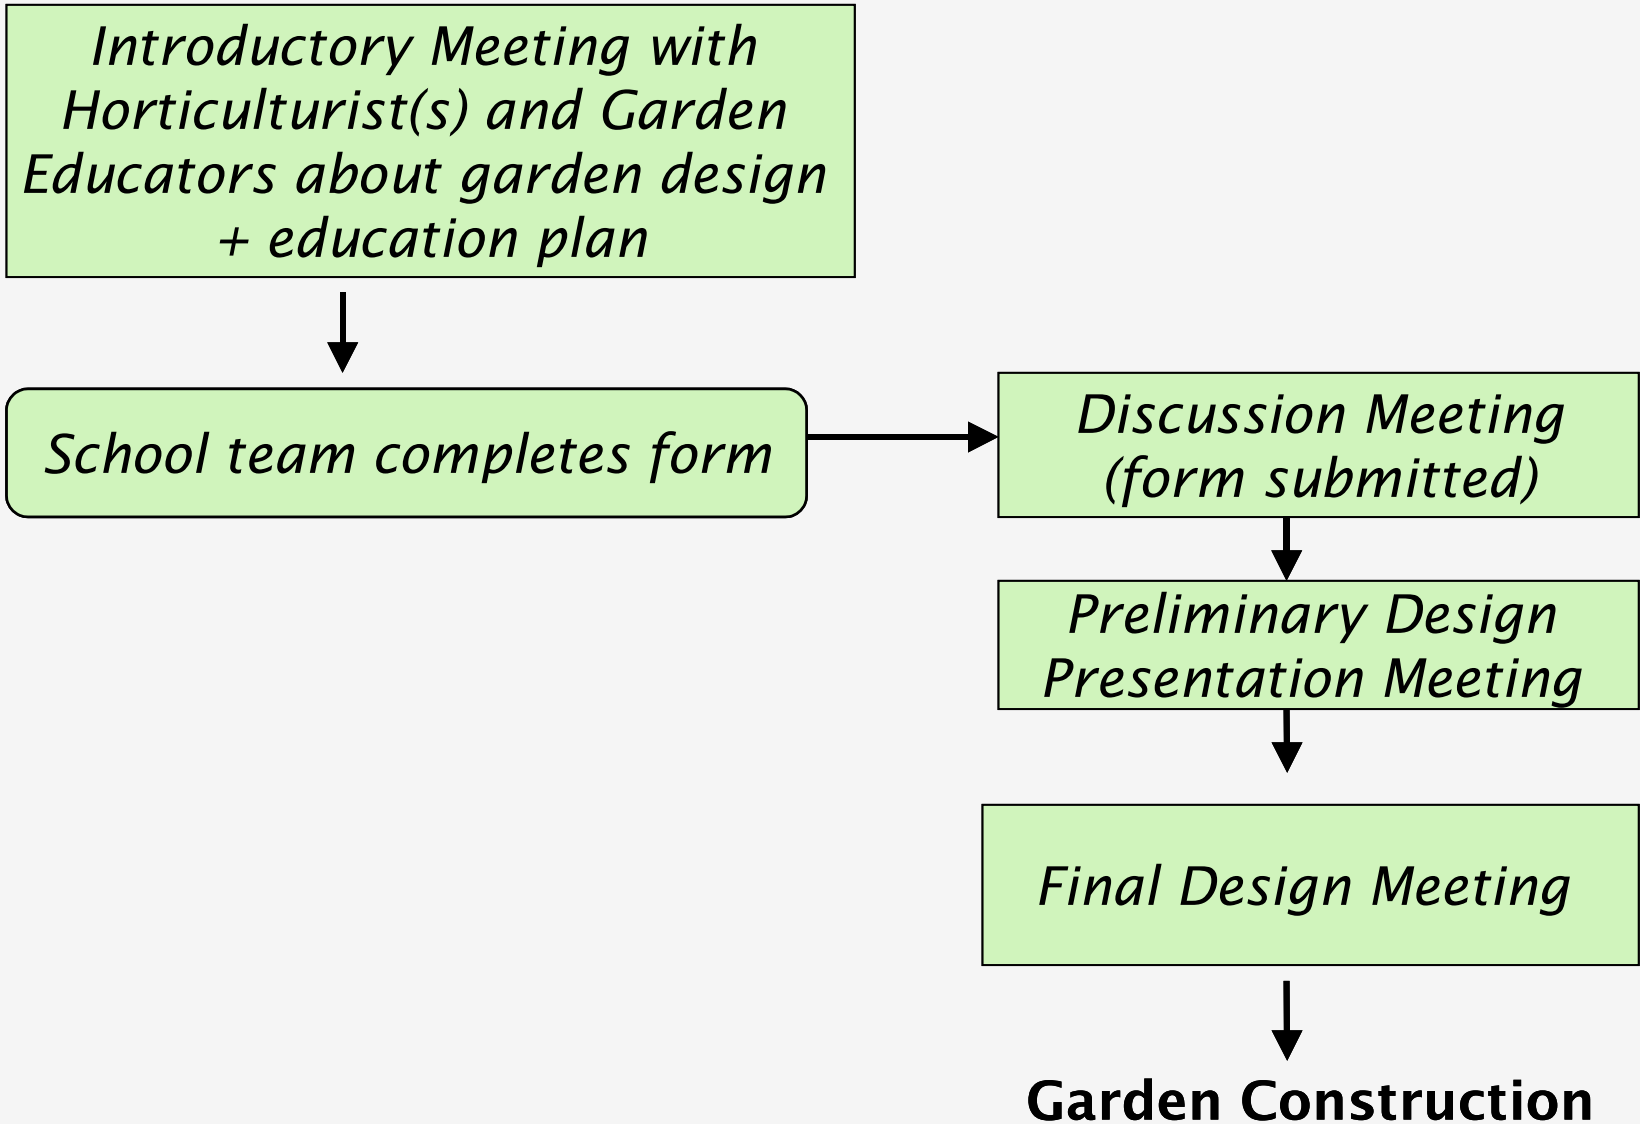 Introductory Meeting with
Horticulturist(s) and Garden
Educators about garden design
+ education plan
School team completes form
Discussion Meeting
(form submitted)
Preliminary Design
Presentation Meeting
Final Design Meeting
Garden Construction